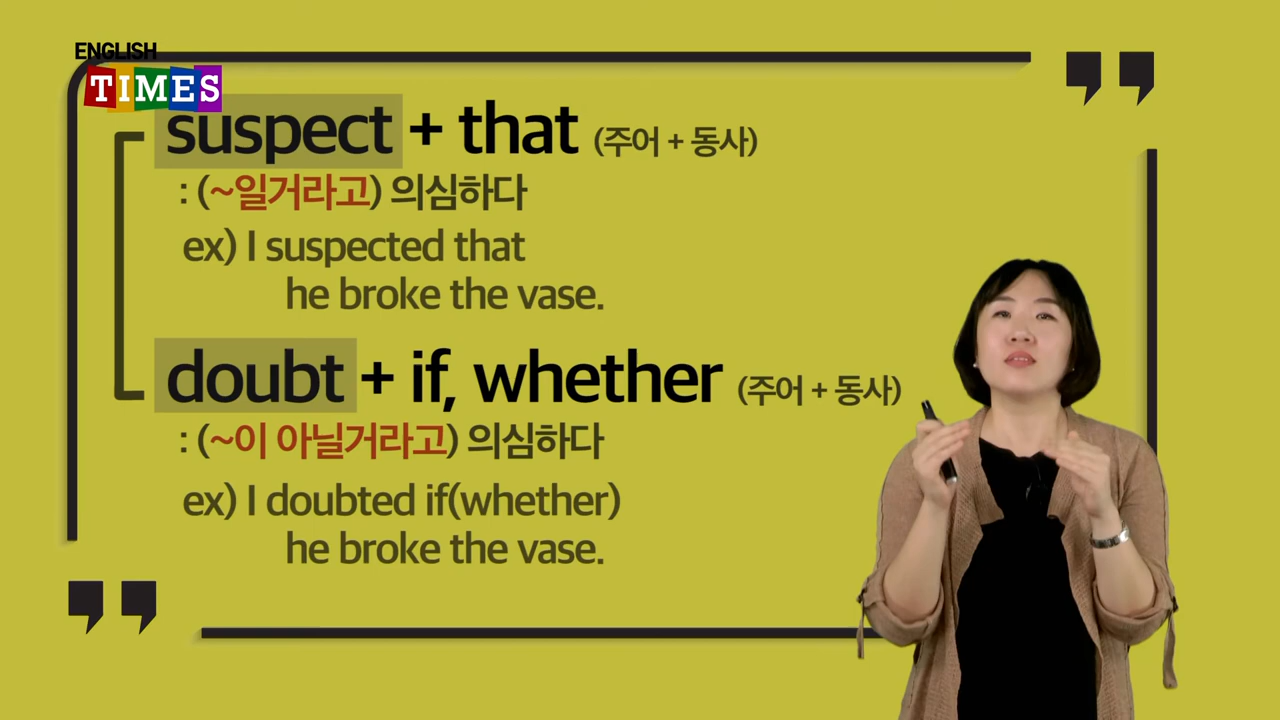 ENGLISH
TIMES
suspect + that (주어 + 동사)
: (~일거라고) 의심하다
ex) I suspected that
he broke the vase.
doubt + if, whether (주어 + 동사)
: (~이 아닐거라고) 의심하다
ex) I doubted if(whether)
he broke the vase.